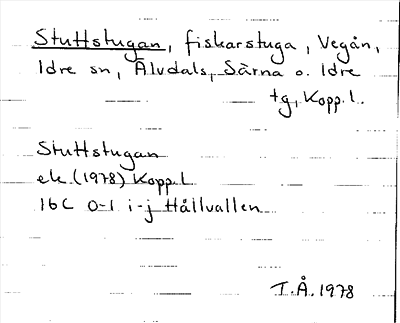 Stuttstugan, fiskarstuga, Vegån,
Idre sn, Älvdals, Särna o. Idre
tg, Kopp. l.
Stuttstugan
ek (1978) Kopp. l
16C 0-1 i-j Hållvallen
T.Å. 1978